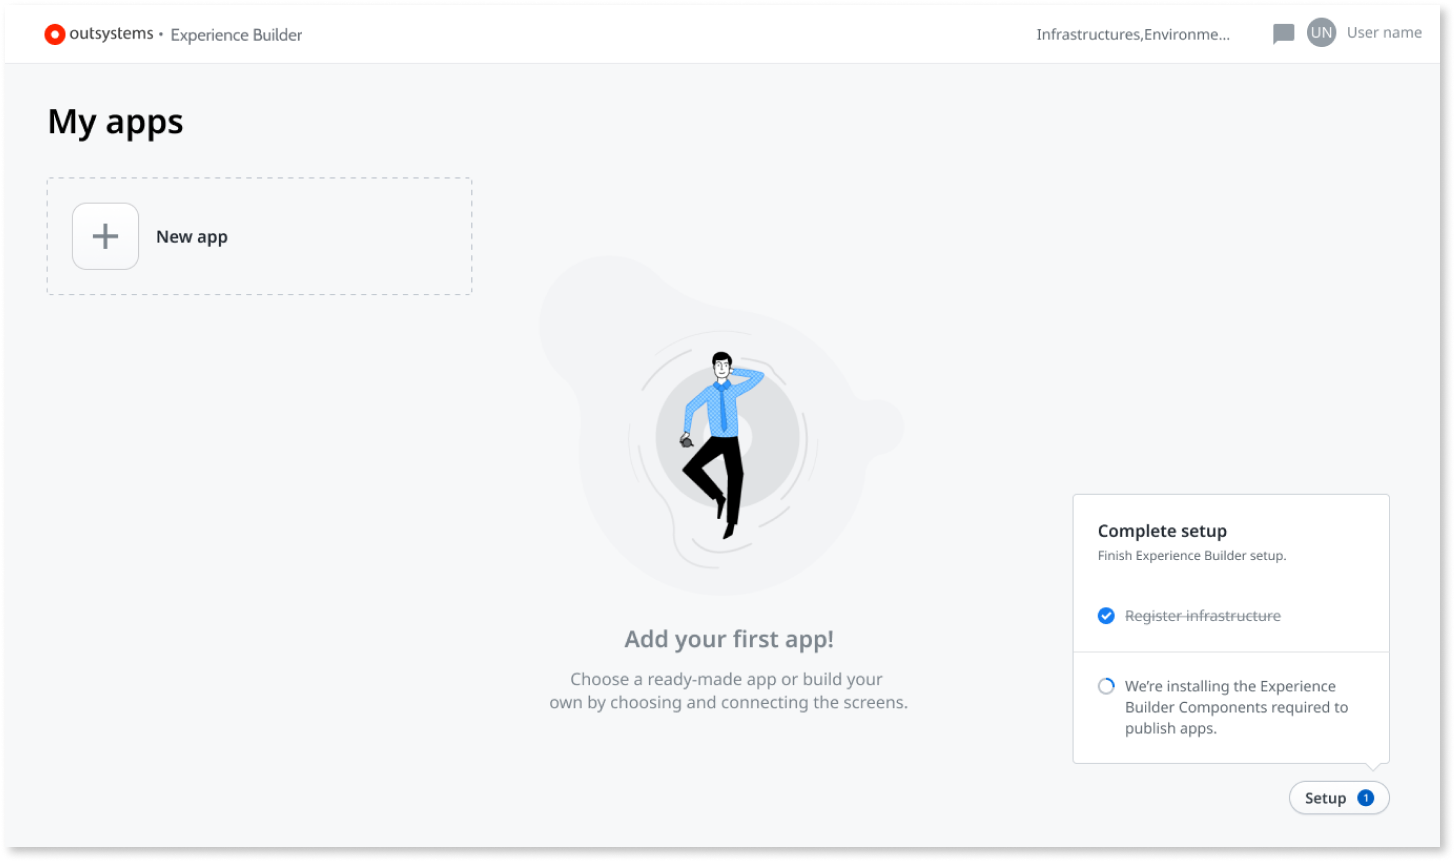 outsystems • Experience Builder
Infrastructures,Environme...
UN
User name
My apps
New app
Add your first app!
Choose a ready-made app or build your
own by choosing and connecting the screens.
Complete setup
Finish Experience Builder setup.
Register infrastructure
We’re installing the Experience
Builder Components required to
publish apps.
Setup 1